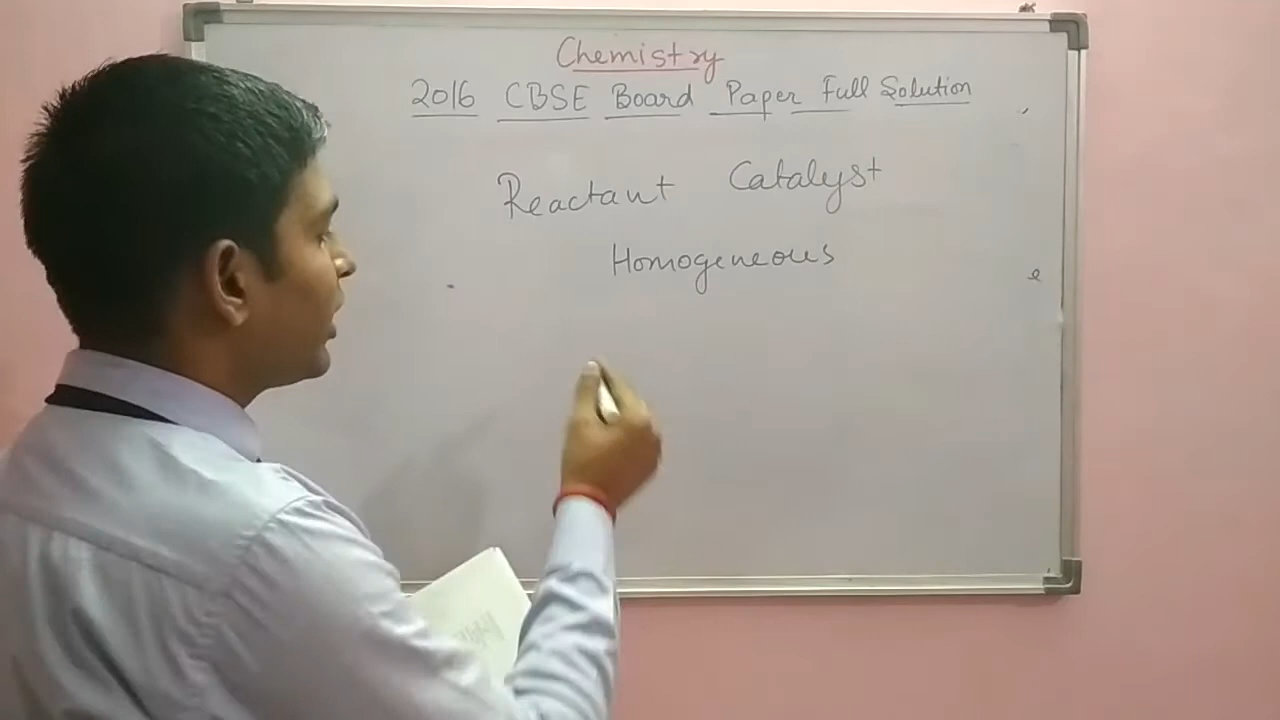 Chemistry
2016 CBSE Board Paper Full Solution
Reactant Catalyst
Homogeneous